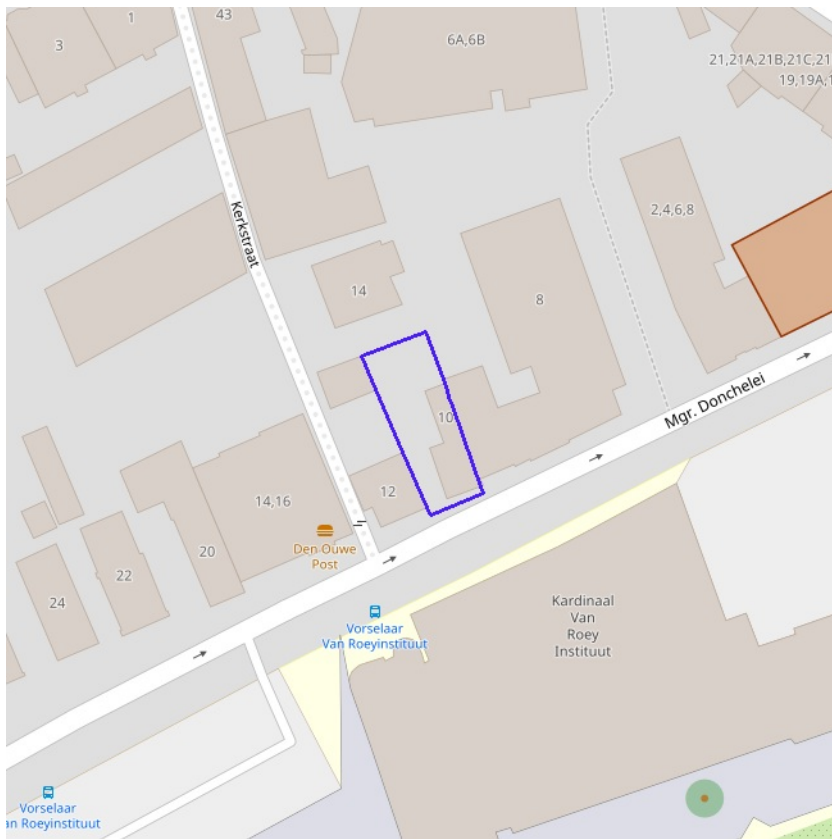 43
1
3
6A,6B
21,21A,21B,21C,21
19,19A,1
Kerkstraat
2,4,6,8
14
8
Mgr. Donchelei
10
12
14,16
Den Ouwe
Post
20
22
24
Kardinaal
Van
Roey
Instituut
Vorselaar
Van Roeyinstituut
Vorselaar
an Roeyinstituut